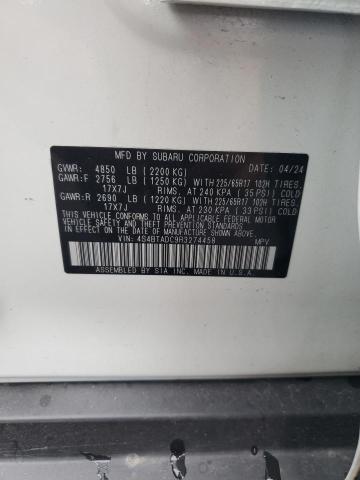 MFD BY SUBARU CORPORATION 04/24
GVWR: 4850 LB (2200 KG)
GAWR:F 2756 LB (1250 KG) WITH 225/65R17 102H TIRES.
17X7J RIMS, AT 240 KPA ( 35 PSI) COLD
GAWR:R 2690 LB (1220 KG) WITH 225/65R17 102H TIRES.
17X7J RIMS, AT 230 KPA ( 33 PSI) COLD
THIS VEHICLE CONFORMS TO ALL APPLICABLE FEDERAL MOTOR
VEHICLE SAFETY AND THEFT PREVENTION STANDARDS
IN EFFECT ON THE DATE OF MANUFACTURE SHOWN ABOVE.
VIN: 4S4BTADC9R3274458 MPV
ASSEMBLED BY SIA INC. MADE IN U.S.A.